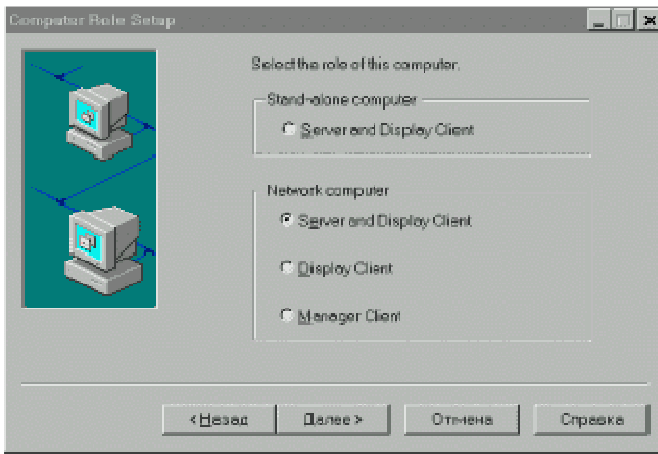 Computer Role Setup
Select the role of this computer.
Stand-alone computer
Server and Display Client
Network computer
Server and Display Client
Display Client
Manager Client
<Назад Далее> Отмена Справка